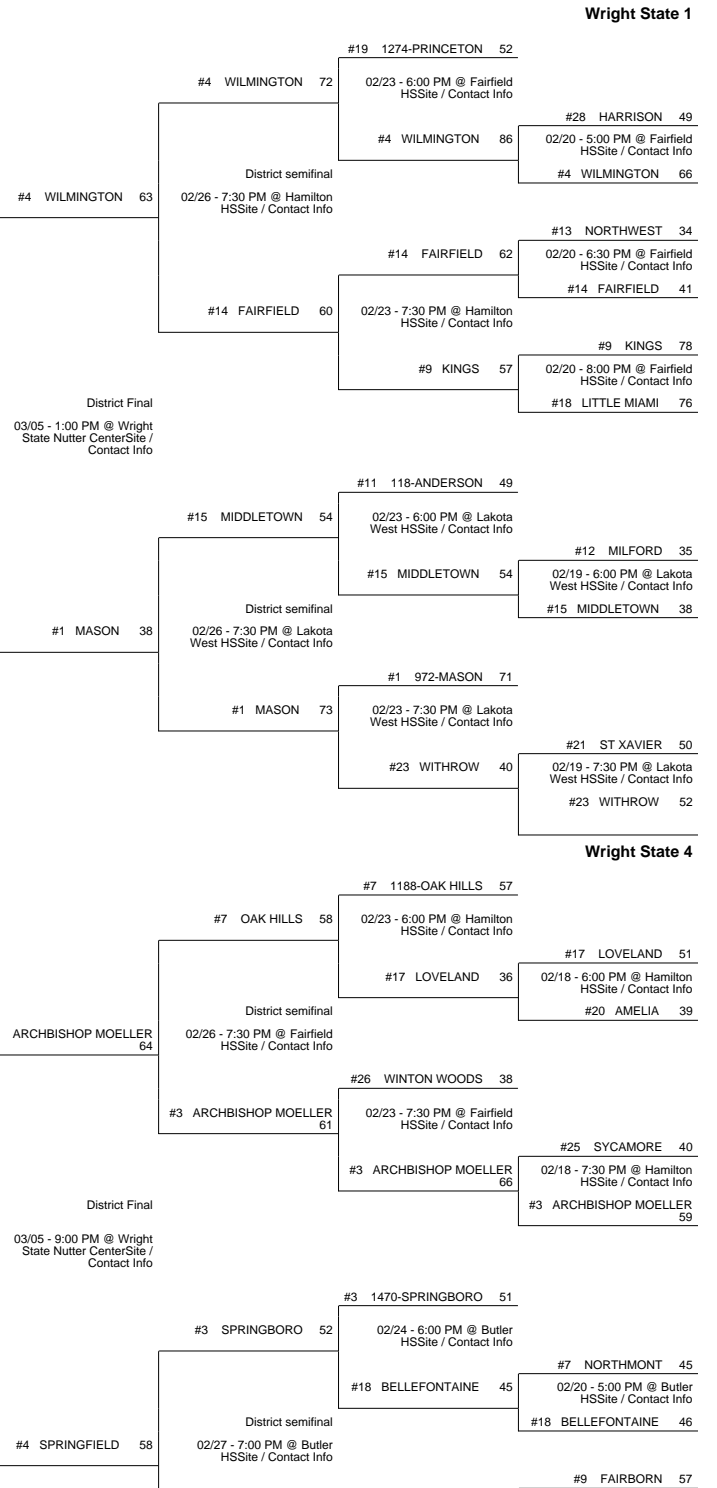 Wright State 1
#19 1274-PRINCETON 52
#4 WILMINGTON 72
02/23 - 6:00 PM @ Fairfield
HSSite / Contact Info
#28 HARRISON 49
#4 WILMINGTON 86
02/20 - 5:00 PM @ Fairfield
HSSite / Contact Info
District semifinal
#4 WILMINGTON 66
#4 WILMINGTON 63
02/26 - 7:30 PM @ Hamilton
HSSite / Contact Info
#13 NORTHWEST 34
#14 FAIRFIELD 62
02/20 - 6:30 PM @ Fairfield
HSSite / Contact Info
#14 FAIRFIELD 41
#14 FAIRFIELD 60
02/23 - 7:30 PM @ Hamilton
HSSite / Contact Info
#9 KINGS 78
#9 KINGS 57
02/20 - 8:00 PM @ Fairfield
HSSite / Contact Info
District Final
#18 LITTLE MIAMI 76
03/05 - 1:00 PM @ Wright
State Nutter CenterSite /
Contact Info
#11 118-ANDERSON 49
#15 MIDDLETOWN 54
02/23 - 6:00 PM @ Lakota
West HSSite / Contact Info
#12 MILFORD 35
#15 MIDDLETOWN 54
02/19 - 6:00 PM @ Lakota
West HSSite / Contact Info
District semifinal
#15 MIDDLETOWN 38
#1 MASON 38
02/26 - 7:30 PM @ Lakota
West HSSite / Contact Info
#1 972-MASON 71
#1 MASON 73
02/23 - 7:30 PM @ Lakota
West HSSite / Contact Info
#21 ST XAVIER 50
#23 WITHROW 40
02/19 - 7:30 PM @ Lakota
West HSSite / Contact Info
#23 WITHROW 52
Wright State 4
#7 1188-OAK HILLS 57
#7 OAK HILLS 58
02/23 - 6:00 PM @ Hamilton
HSSite / Contact Info
#17 LOVELAND 51
#17 LOVELAND 36
02/18 - 6:00 PM @ Hamilton
HSSite / Contact Info
District semifinal
#20 AMELIA 39
ARCHBISHOP MOELLER
64
02/26 - 7:30 PM @ Fairfield
HSSite / Contact Info
#26 WINTON WOODS 38
#3 ARCHBISHOP MOELLER
61
02/23 - 7:30 PM @ Fairfield
HSSite / Contact Info
#25 SYCAMORE 40
#3 ARCHBISHOP MOELLER
66
02/18 - 7:30 PM @ Hamilton
HSSite / Contact Info
District Final
#3 ARCHBISHOP MOELLER
59
03/05 - 9:00 PM @ Wright
State Nutter CenterSite /
Contact Info
#3 1470-SPRINGBORO 51
#3 SPRINGBORO 52
02/24 - 6:00 PM @ Butler
HSSite / Contact Info
#7 NORTHMONT 45
#18 BELLEFONTAINE 45
02/20 - 5:00 PM @ Butler
HSSite / Contact Info
District semifinal
#18 BELLEFONTAINE 46
#4 SPRINGFIELD 58
02/27 - 7:00 PM @ Butler
HSSite / Contact Info
#9 FAIRBORN 57